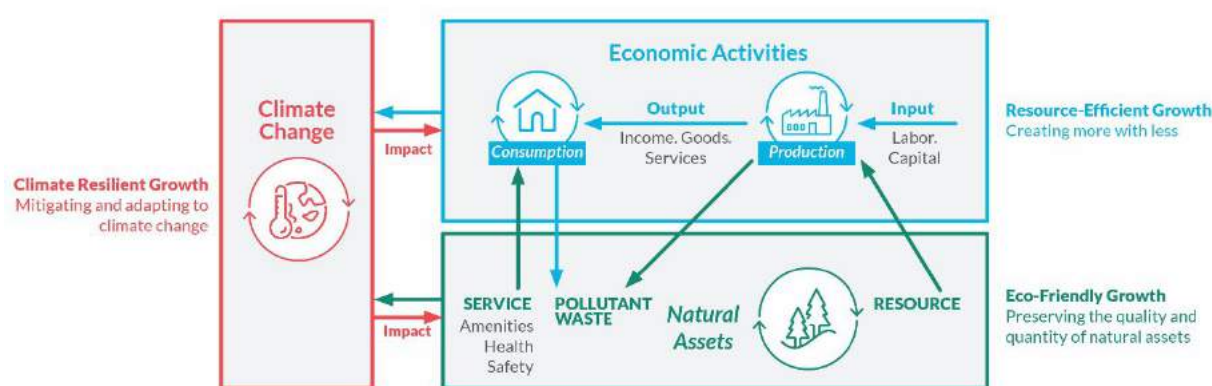 Economic Activities
Climate
Change
Output
Input
Income. Goods.
Services
Labor.
Capital
Consumption
Production
Impact
Resource-Efficient Growth
Creating more with less
Climate Resilient Growth
Mitigating and adapting to
climate change
SERVICE
Amenities
Health
Safety
POLLUTANT
WASTE
Natural
Assets
RESOURCE
Impact
Eco-Friendly Growth
Preserving the quality and
quantity of natural assets